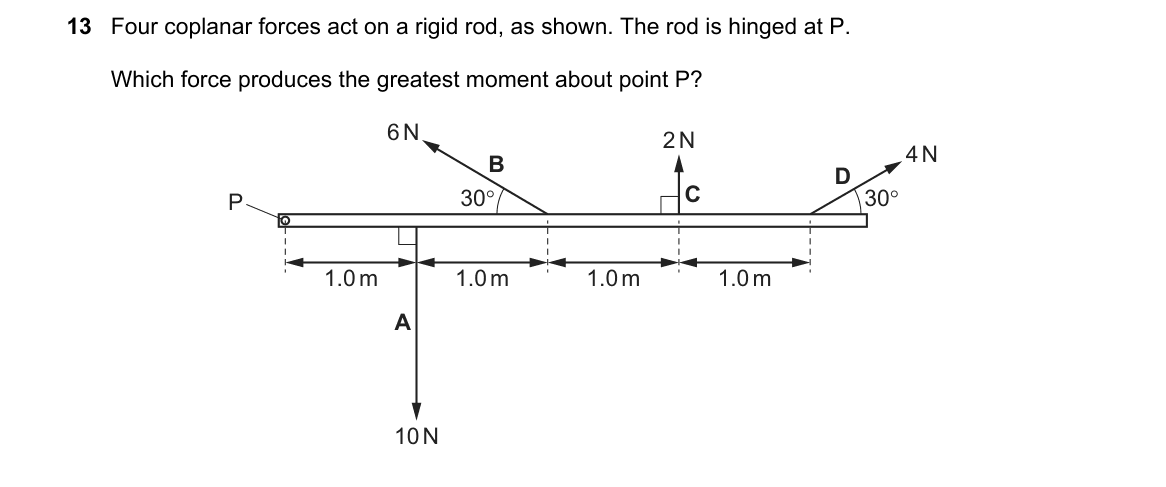 13 Four coplanar forces act on a rigid rod, as shown. The rod is hinged at P.
Which force produces the greatest moment about point P?
6 N
2 N
4 N
B
D
C
30°
30°
P
1.0 m 1.0 m 1.0 m 1.0 m
A
10 N